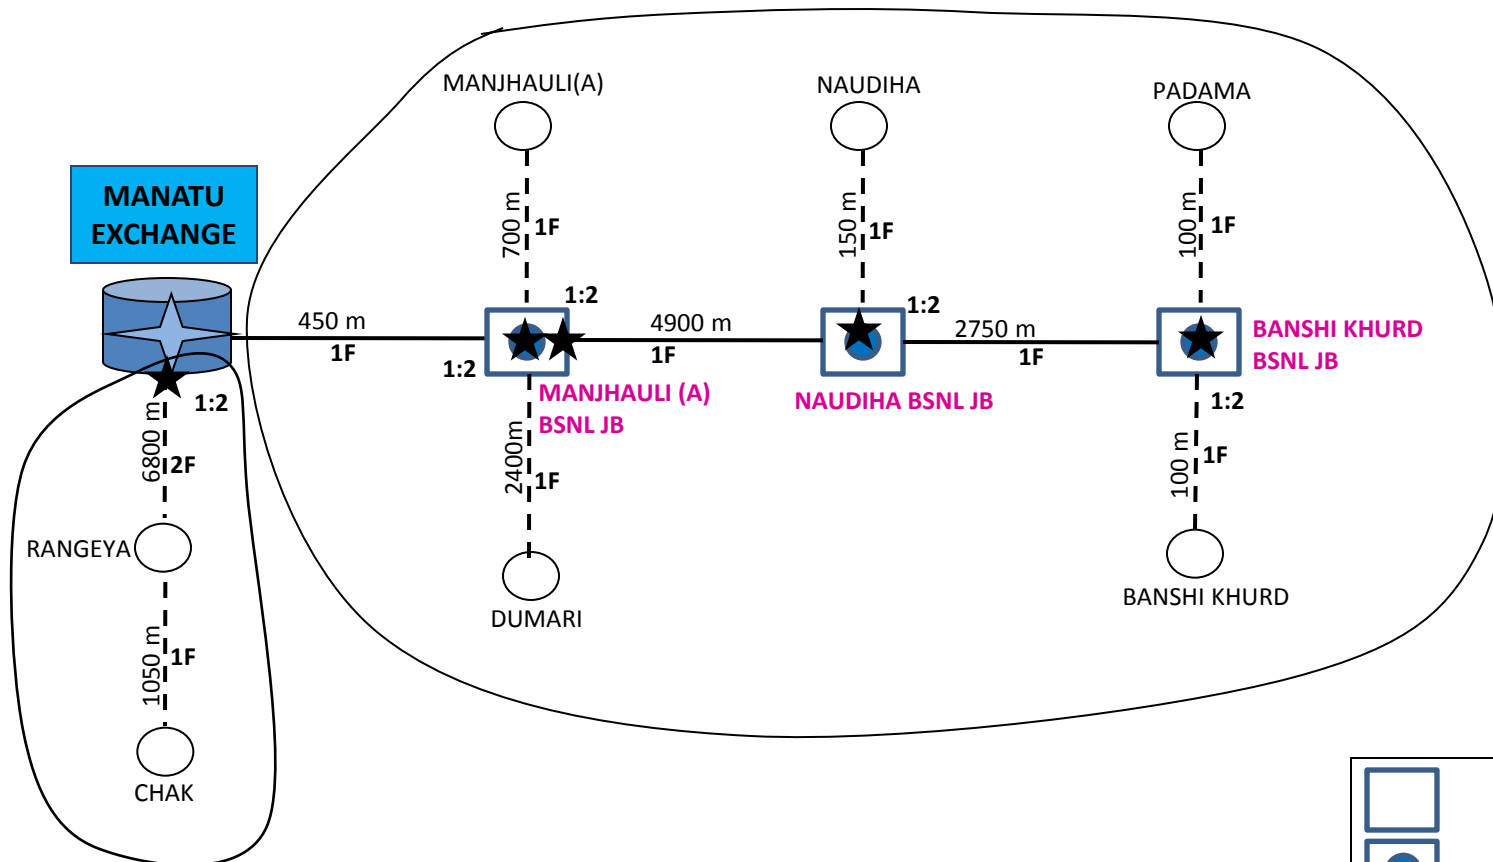 MANJHAULI(A)
NAUDIHA
PADAMA
MANATU
EXCHANGE
700 m
1F
150 m
1F
100 m
1F
1:2
1:2
450 m
1F
4900 m
1F
2750 m
1F
BANSHI KHURD
BSNL JB
1:2
MANJHAULI (A)
BSNL JB
NAUDIHA BSNL JB
1:2
1:2
6800 m
2F
2400m
1F
100 m
1F
RANGEYA
DUMARI
BANSHI KHURD
1050 m
1F
CHAK